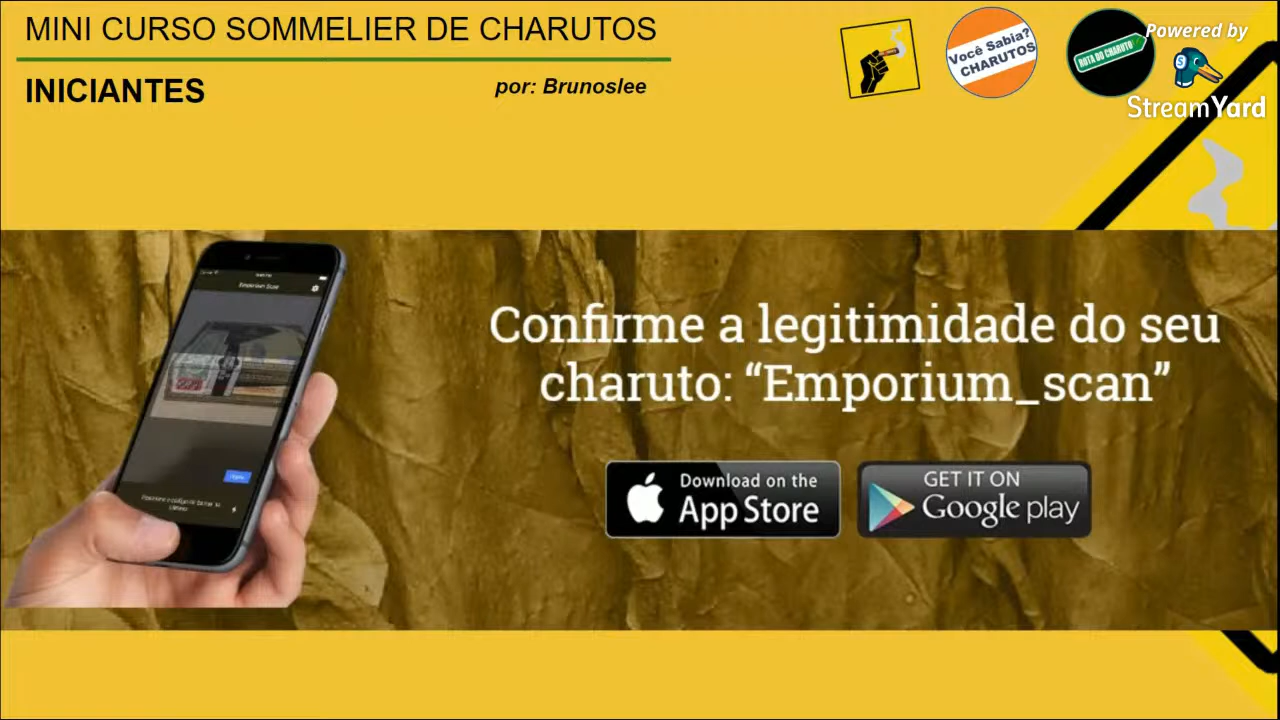 MINI CURSO SOMMELIER DE CHARUTOS
INICIANTES
por: Brunoslee
Você Sabia?
CHARUTOS
ROTA DO CHARUTO
Powered by
StreamYard
Emporium Scan
Confirme a legitimidade do seu
charuto: “Emporium_scan”
Download on the
App Store
GET IT ON
Google play